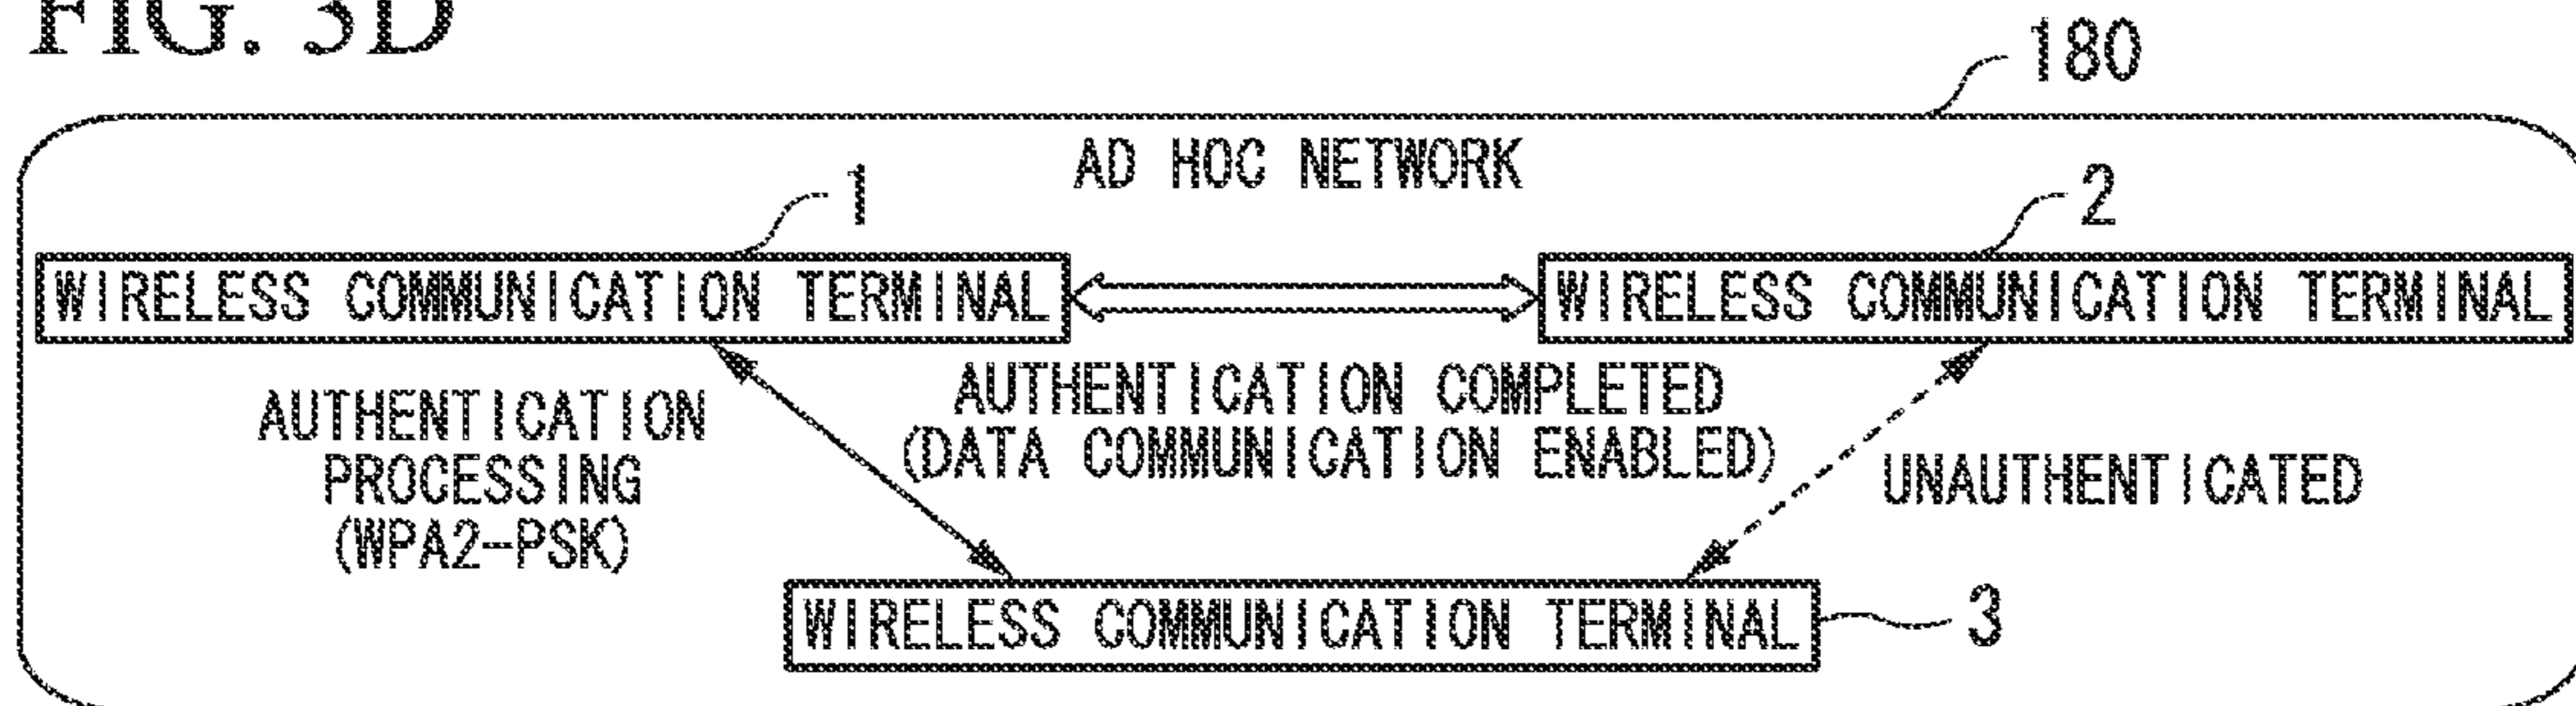 FIG. 3D
180
AD HOC NETWORK
1
2
WIRELESS COMMUNICATION TERMINAL
WIRELESS COMMUNICATION TERMINAL
AUTHENTICATION
PROCESSING
(WPA2-PSK)
AUTHENTICATION COMPLETED
(DATA COMMUNICATION ENABLED)
UNAUTHENTICATED
WIRELESS COMMUNICATION TERMINAL
3